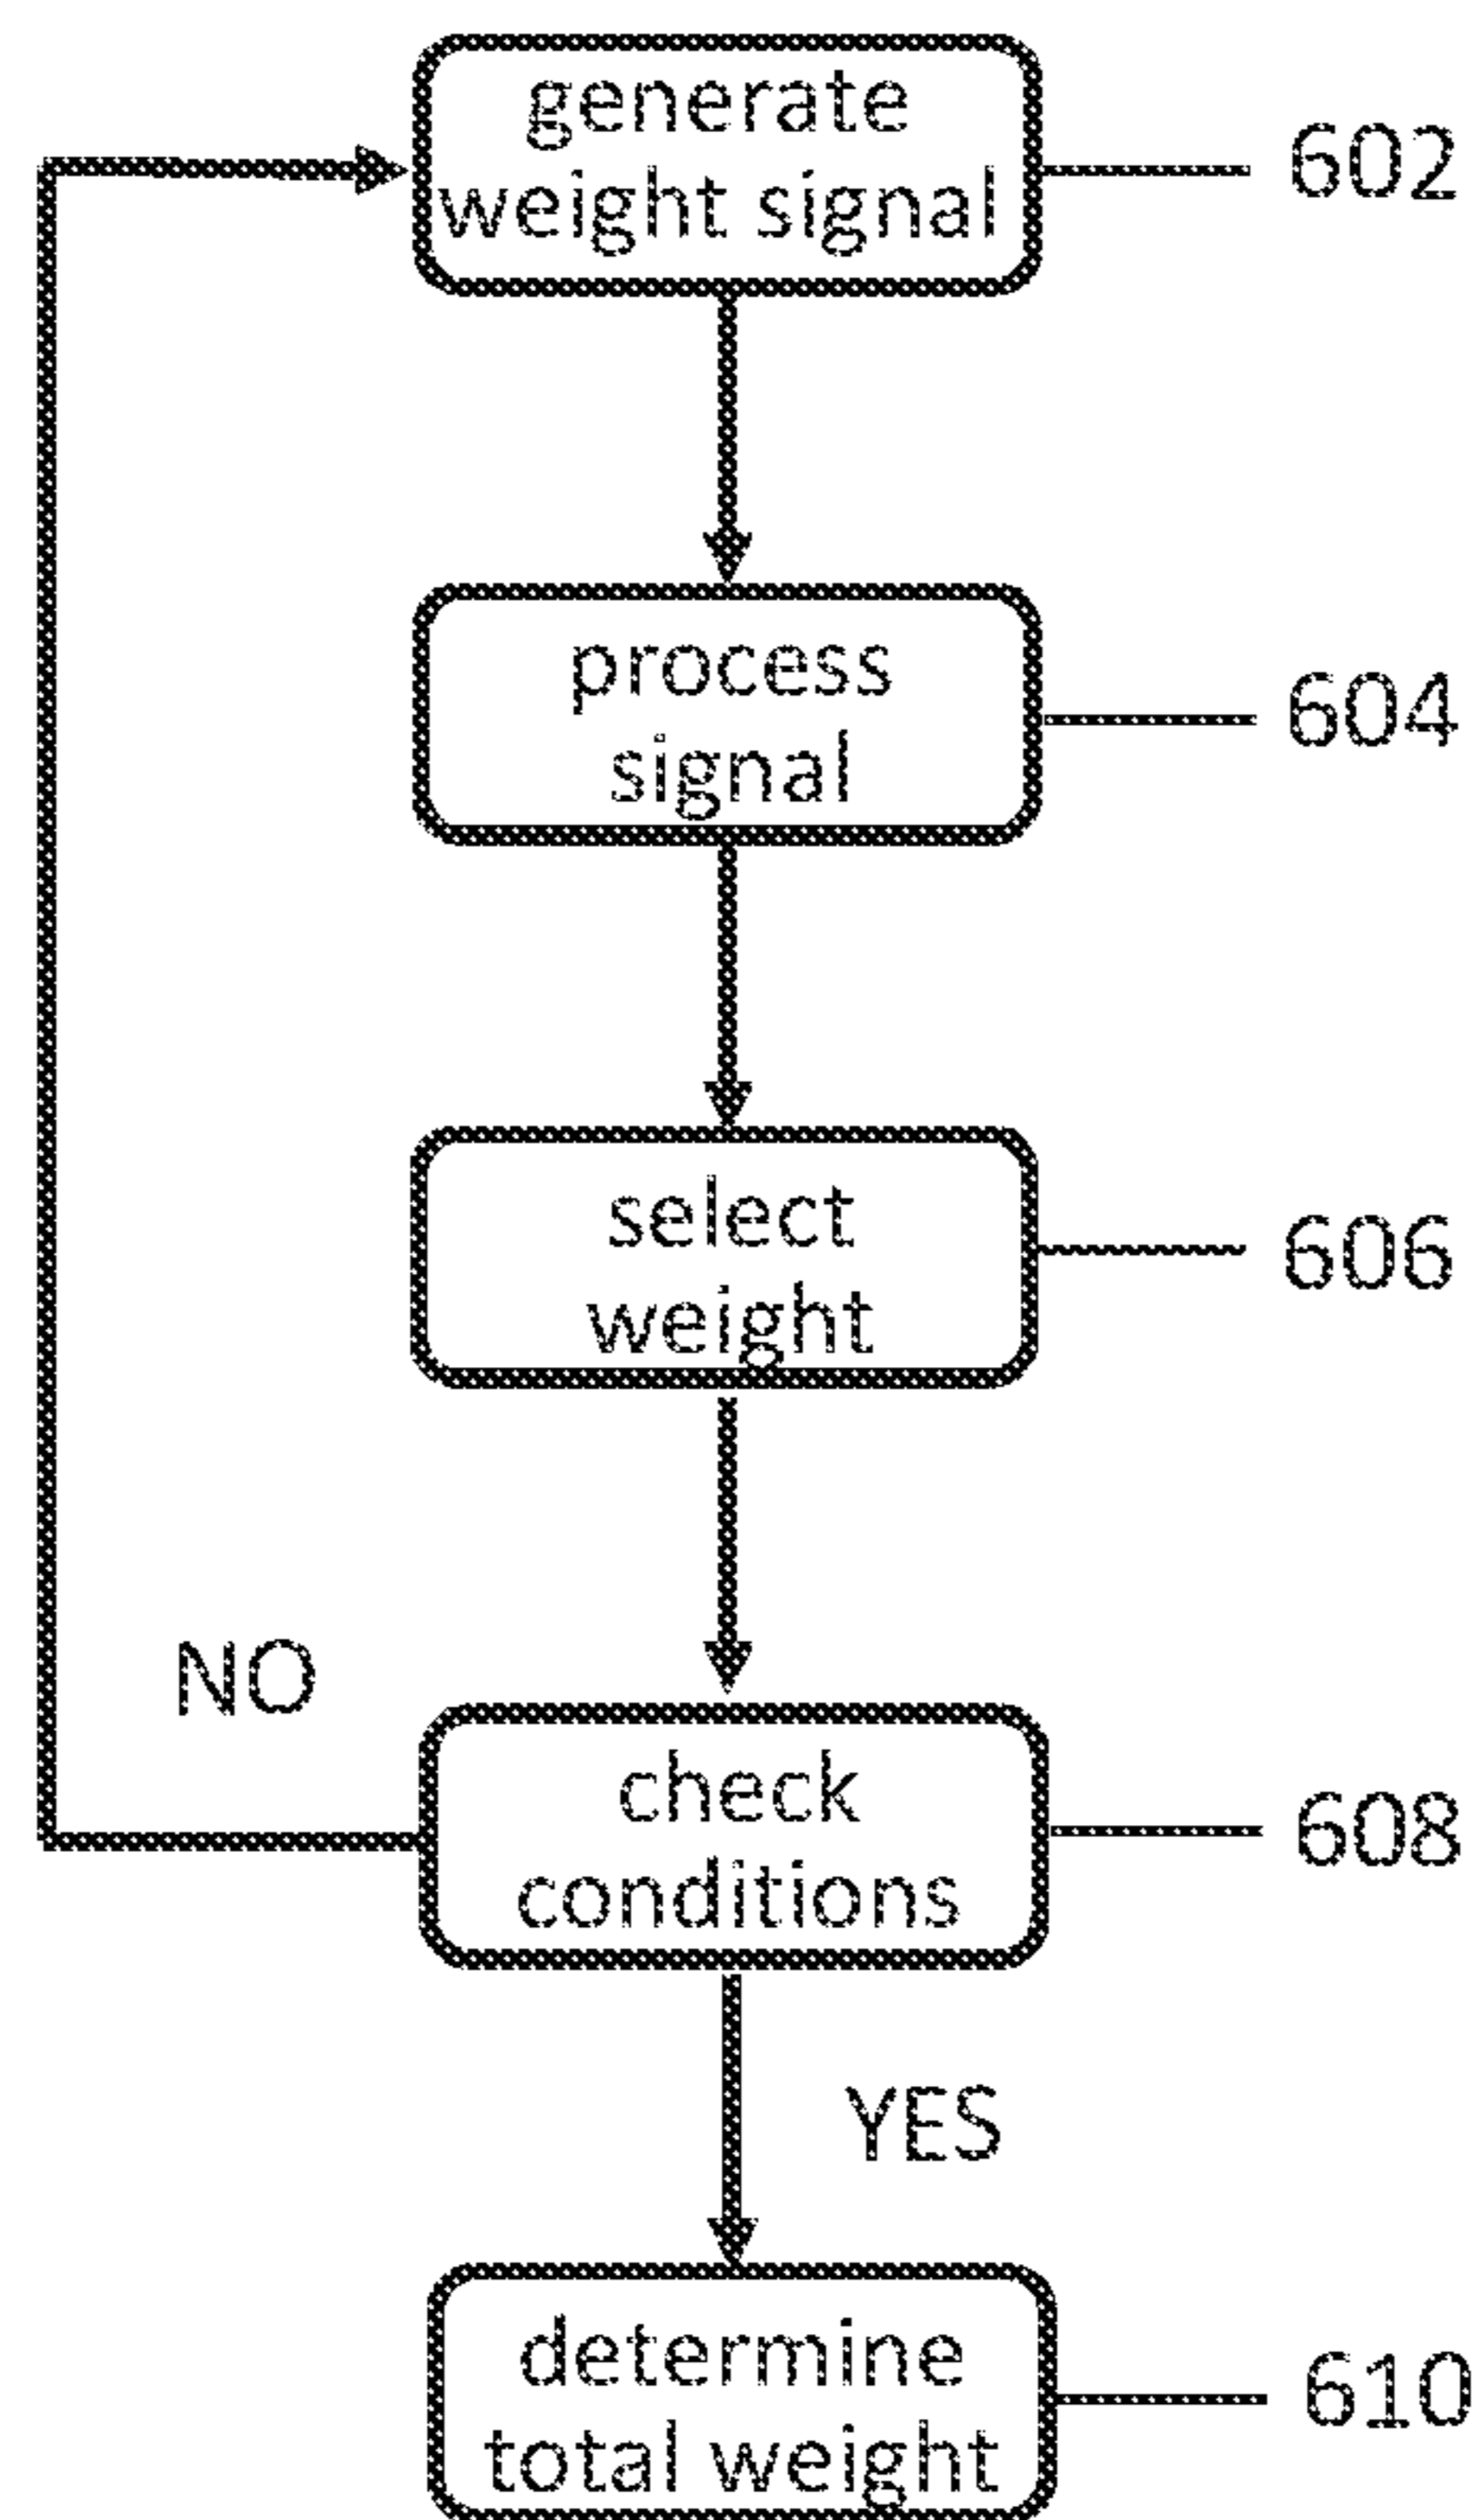 generate
weight signal
602
process
signal
604
select
weight
606
NO
check
conditions
608
YES
determine
total weight
610